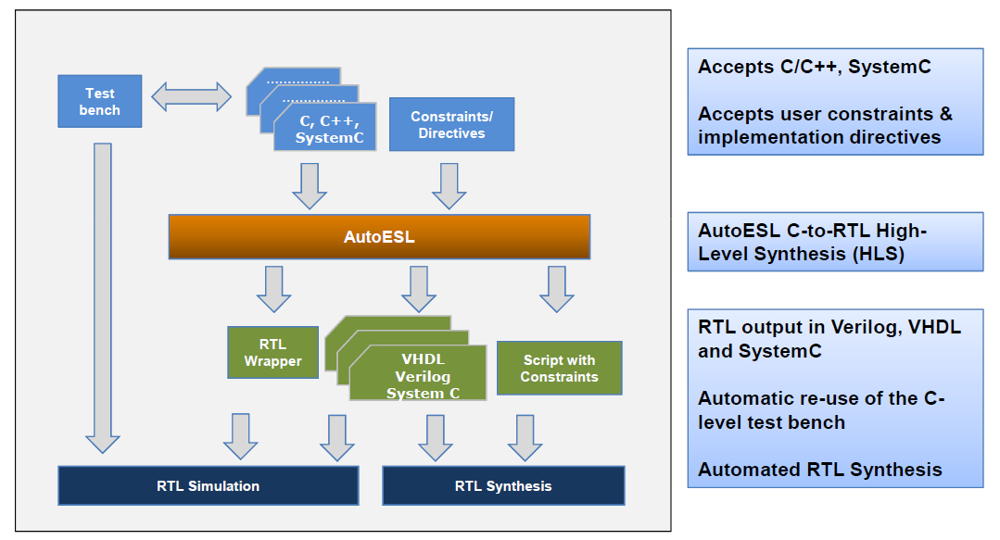 Test
bench
..............
..............
C, C++,
SystemC
Constraints/
Directives
AutoESL
RTL
Wrapper
VHDL
Verilog
System C
Script with
Constraints
RTL Simulation
RTL Synthesis
Accepts C/C++, SystemC
Accepts user constraints &
implementation directives
AutoESL C-to-RTL High-
Level Synthesis (HLS)
RTL output in Verilog, VHDL
and SystemC
Automatic re-use of the C-
level test bench
Automated RTL Synthesis